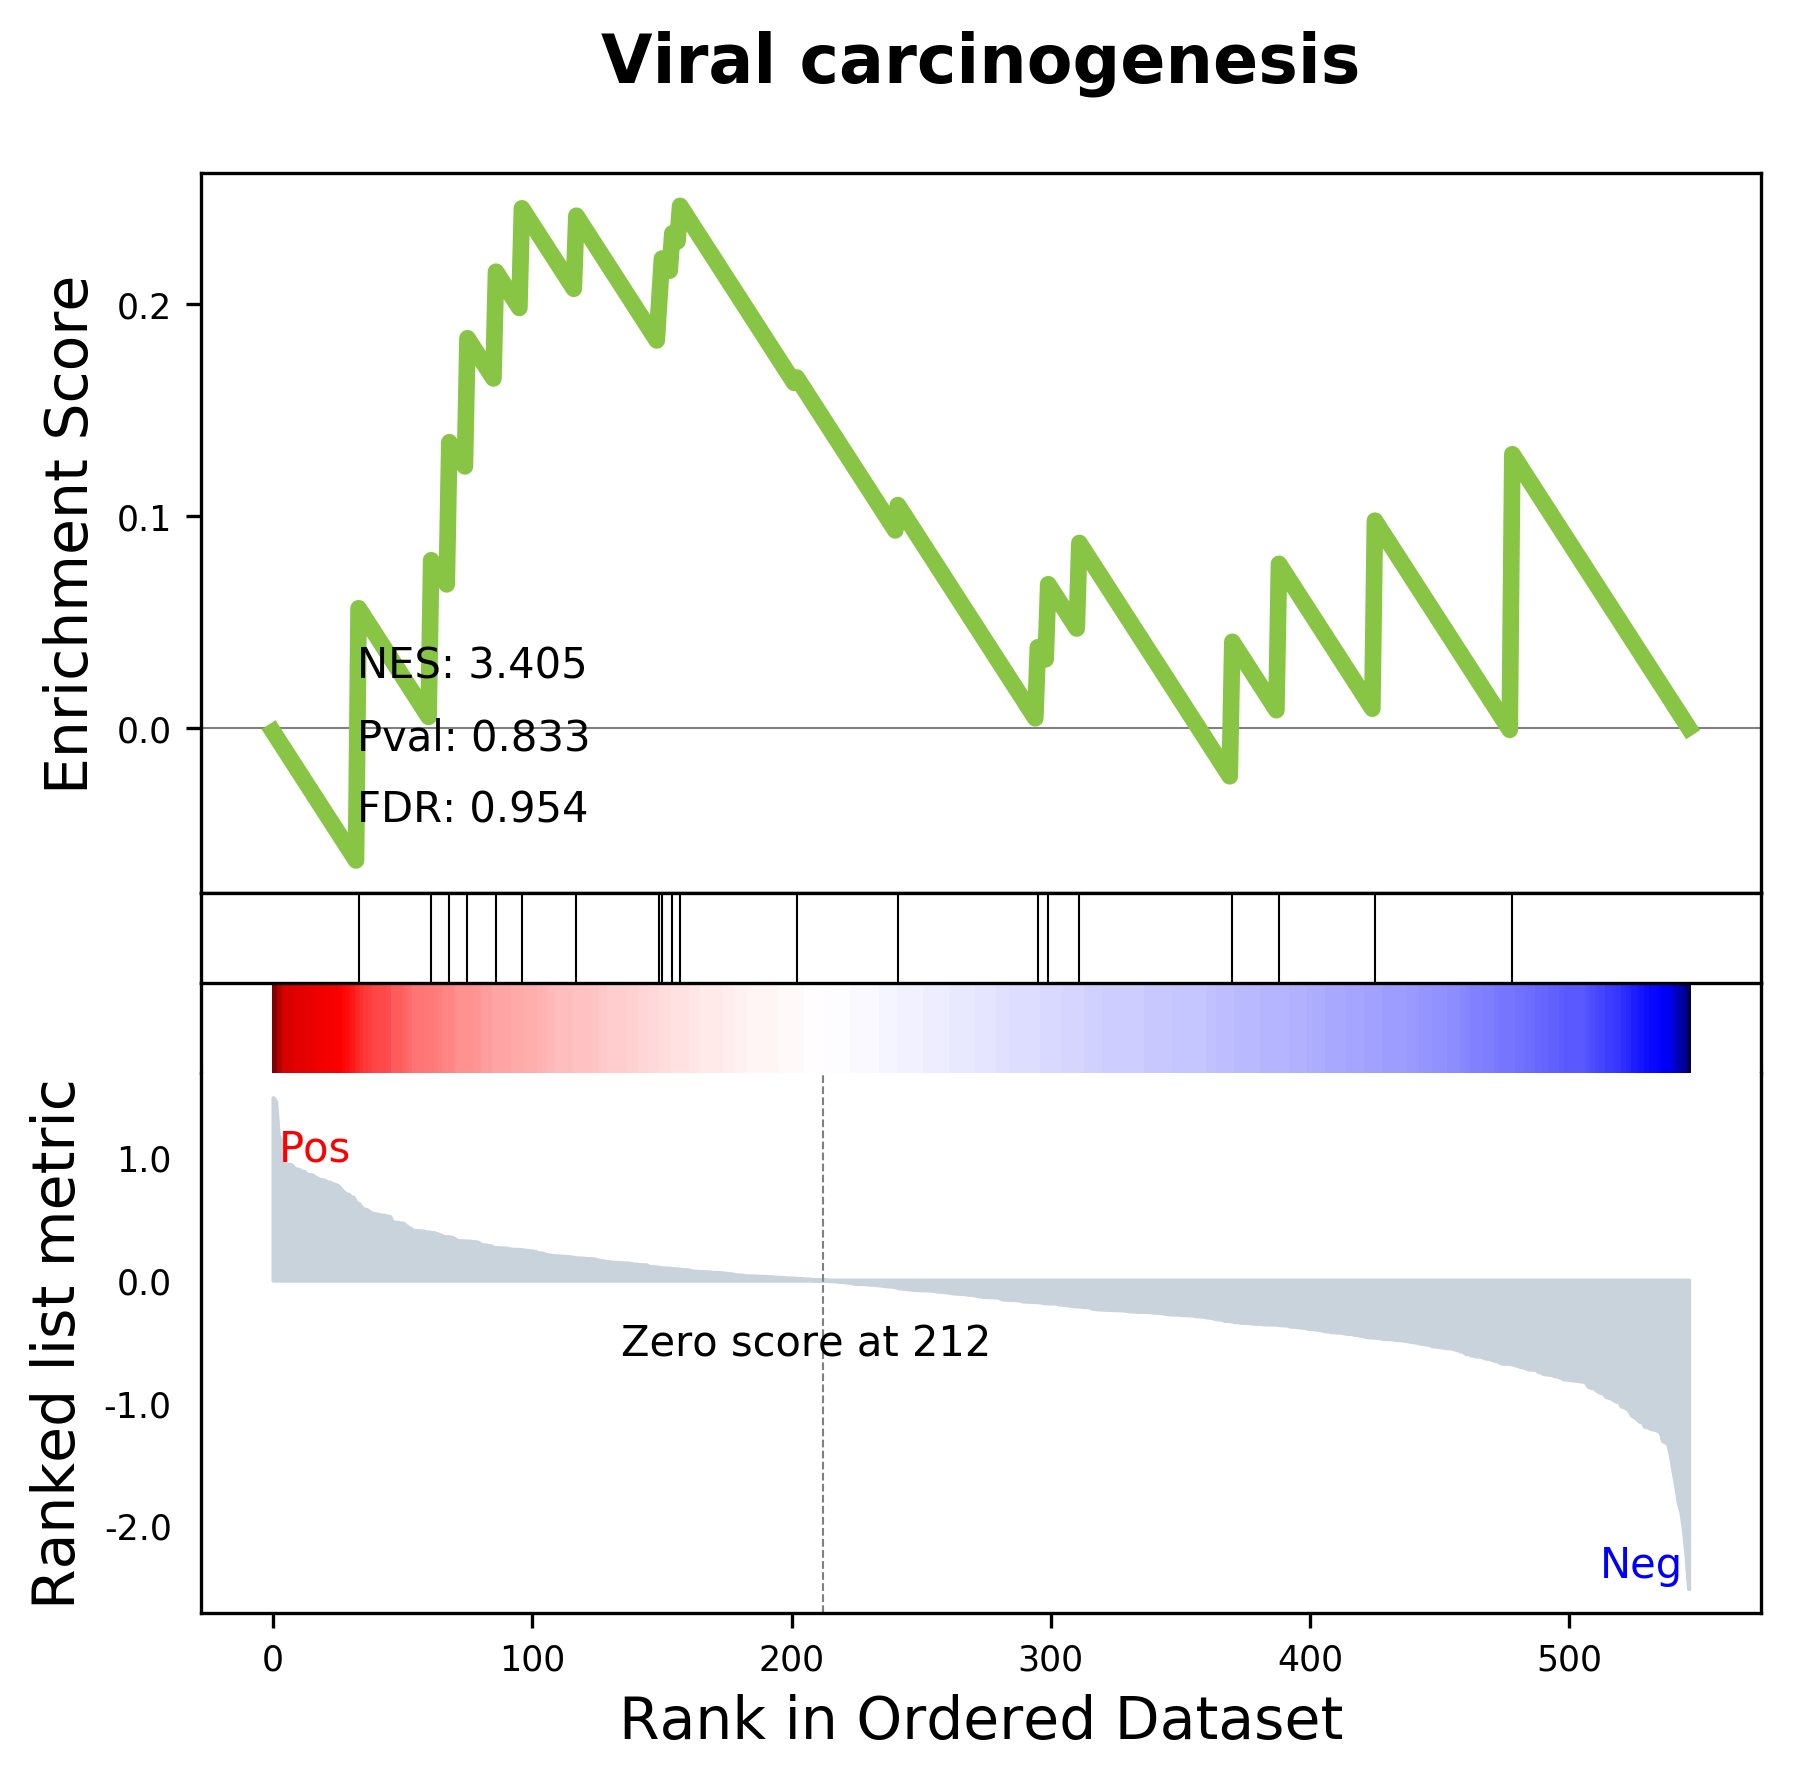 Viral carcinogenesis
Enrichment Score
0.2
0.1
0.0
NES: 3.405
Pval: 0.833
FDR: 0.954
Ranked list metric
1.0
0.0
-1.0
-2.0
Pos
Zero score at 212
Neg
0 100 200 300 400 500
Rank in Ordered Dataset